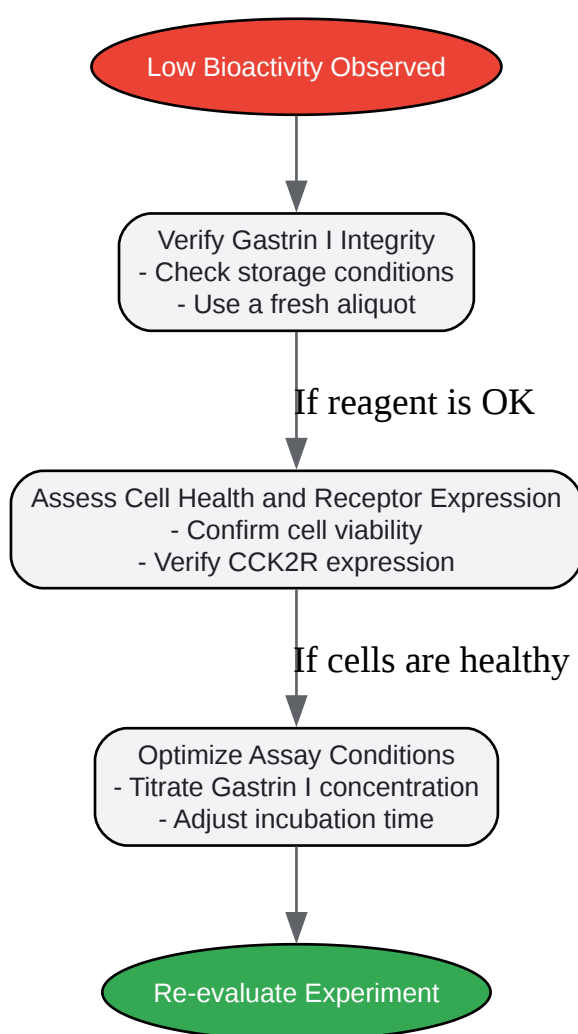 Low Bioactivity Observed
Verify Gastrin I Integrity
- Check storage conditions
- Use a fresh aliquot
If reagent is OK
Assess Cell Health and Receptor Expression
- Confirm cell viability
- Verify CCK2R expression
If cells are healthy
Optimize Assay Conditions
- Titrate Gastrin I concentration
- Adjust incubation time
Re-evaluate Experiment